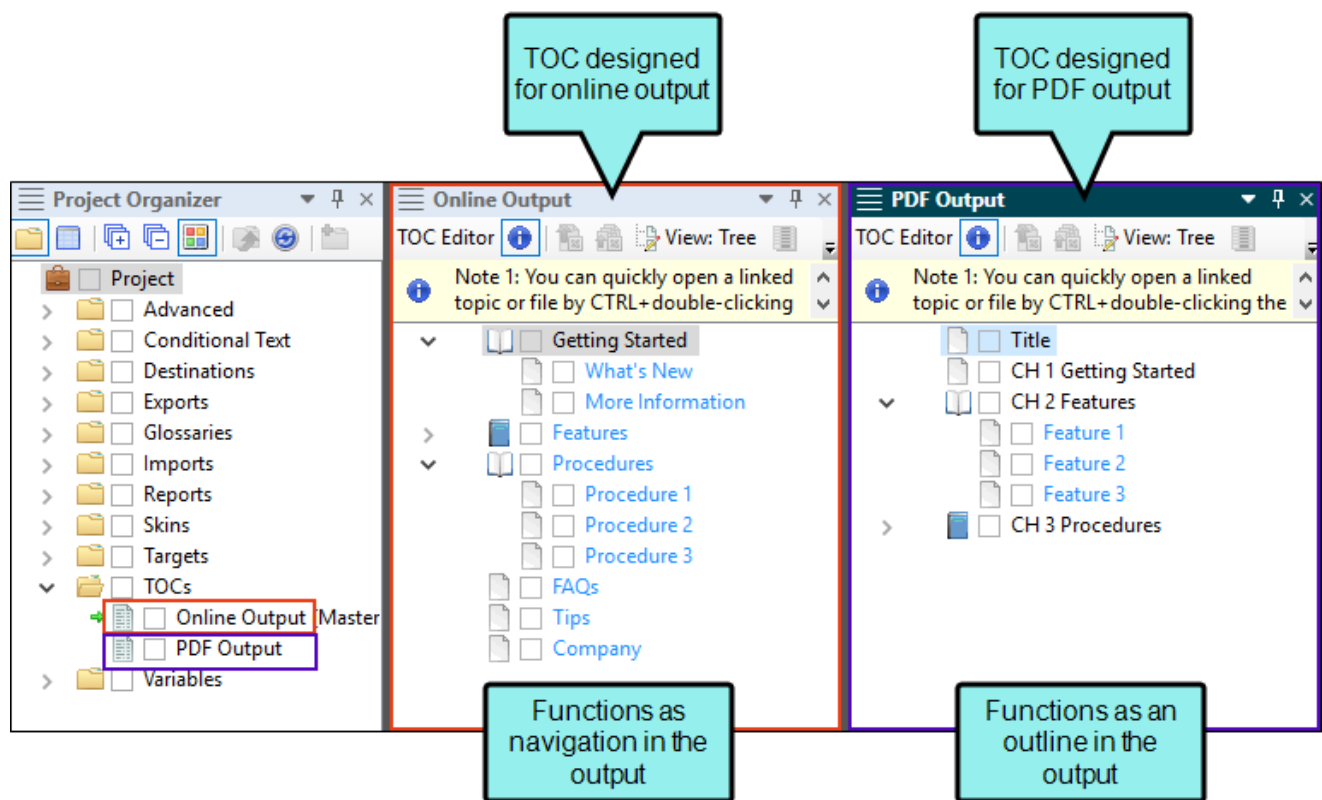 TOC designed
for online output
TOC designed
for PDF output
Project Organizer
Project
Advanced
Conditional Text
Destinations
Exports
Glossaries
Imports
Reports
Skins
Targets
TOCs
Online Output (Master
PDF Output
Variables
Online Output
TOC Editor View: Tree
Note 1: You can quickly open a linked
topic or file by CTRL+double-clicking
Getting Started
What's New
More Information
Features
Procedures
Procedure 1
Procedure 2
Procedure 3
FAQs
Tips
Company
PDF Output
TOC Editor View: Tree
Note 1: You can quickly open a linked
topic or file by CTRL+double-clicking the
Title
CH 1 Getting Started
CH 2 Features
Feature 1
Feature 2
Feature 3
CH 3 Procedures
Functions as
navigation in the
output
Functions as an
outline in the
output